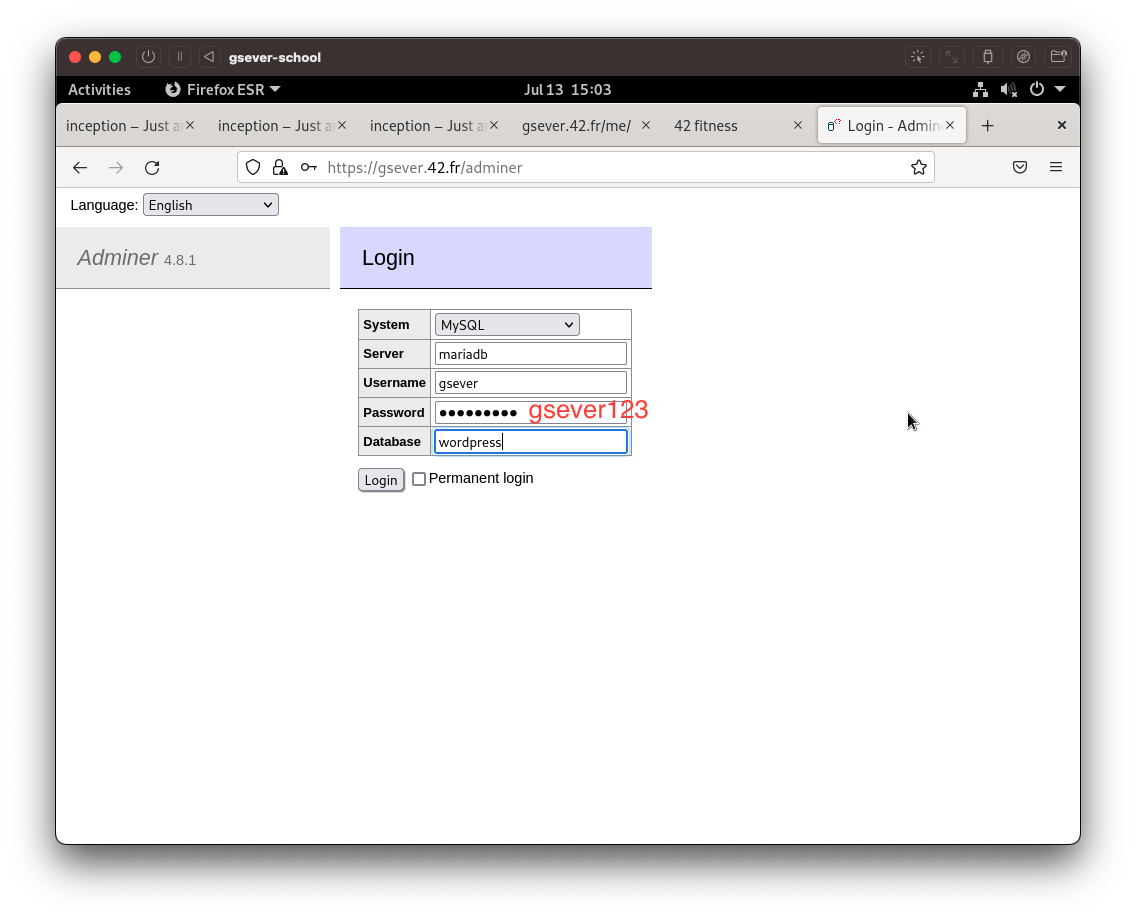 gsever-school
Activities Firefox ESR Jul 13 15:03
inception – Just a inception – Just a inception – Just a gsever.42.fr/me/ 42 fitness Login - Admin
https://gsever.42.fr/adminer
Language: English
Adminer 4.8.1
Login
System MySQL
Server mariadb
Username gsever
Password ●●●●●●●●● gsever123
Database wordpress
Login Permanent login